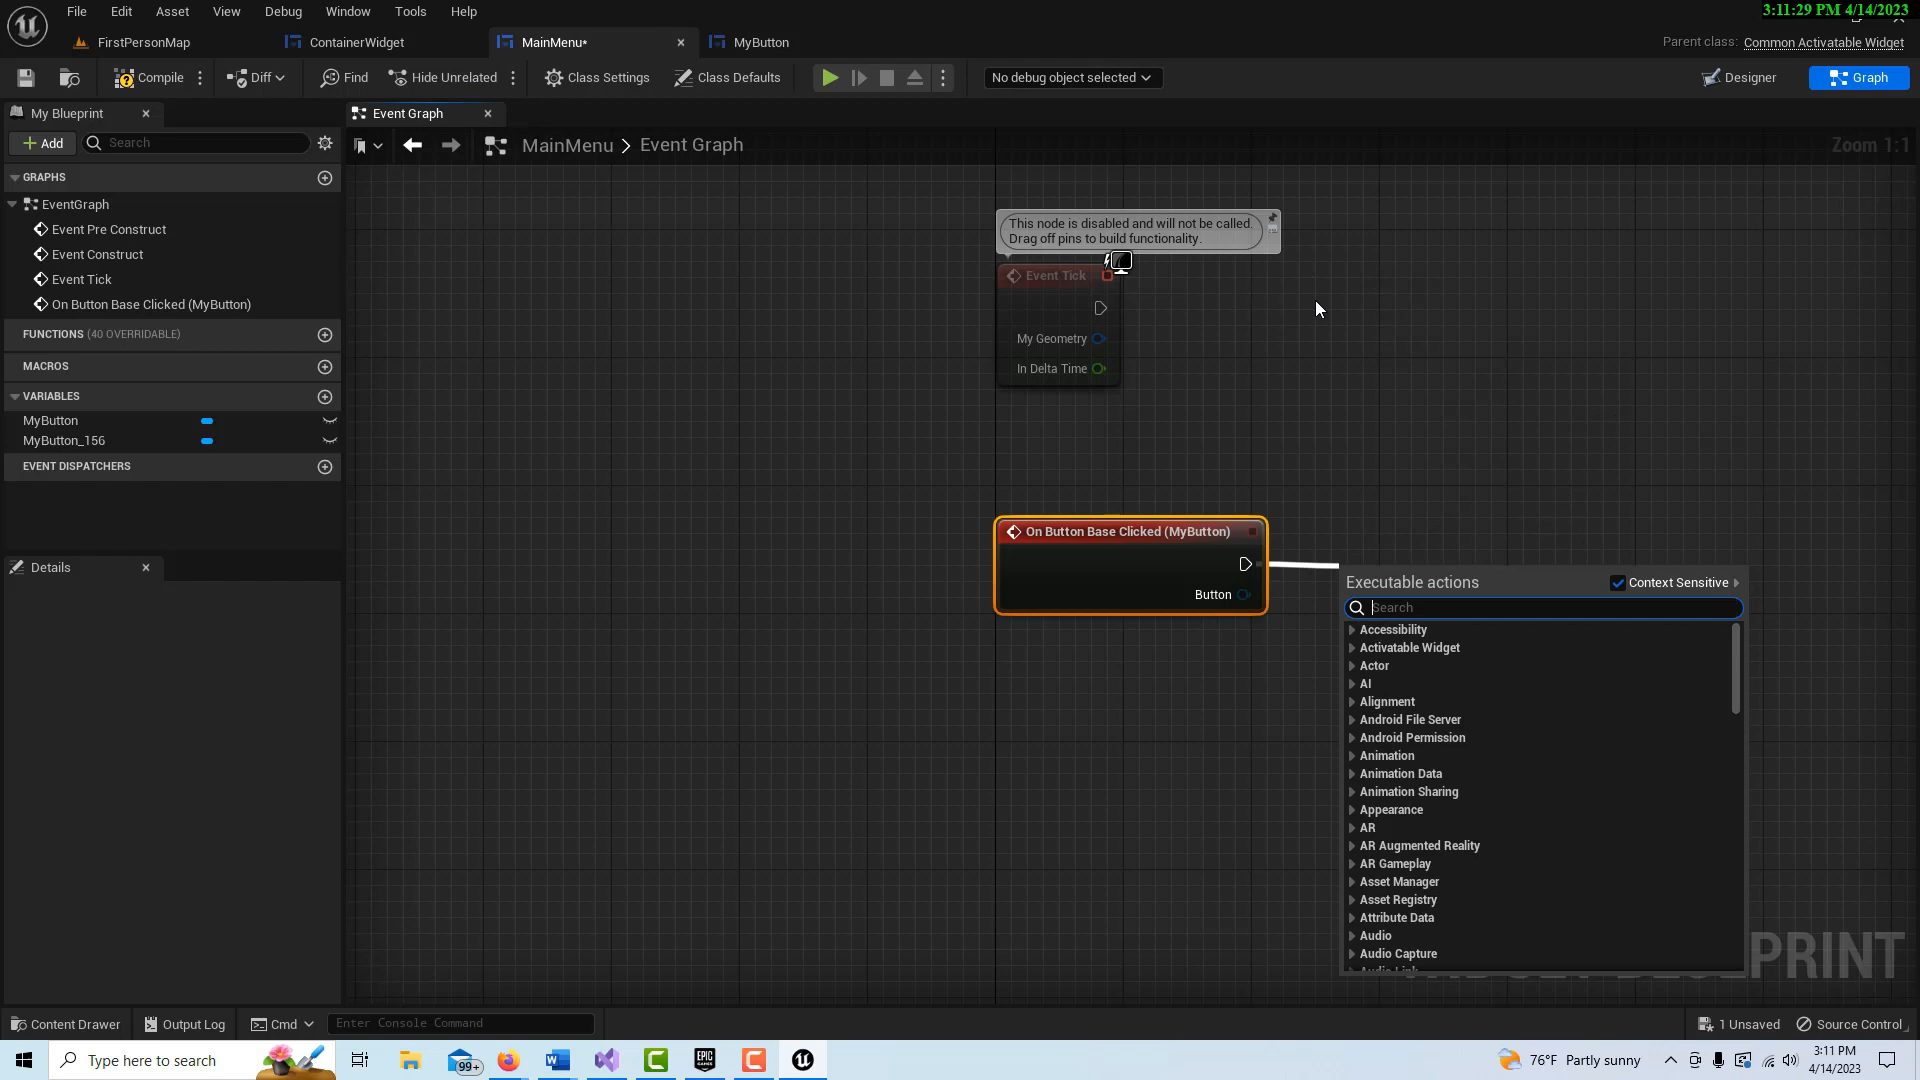 File Edit Asset View Debug Window Tools Help
3:11:29 PM 4/14/2023
FirstPersonMap ContainerWidget MainMenu* MyButton
Parent class: Common Activatable Widget
Compile Diff Find Hide Unrelated Class Settings Class Defaults No debug object selected Designer Graph
My Blueprint
Event Graph
Add Search
MainMenu > Event Graph
Zoom 1:1
GRAPHS
EventGraph
Event Pre Construct
Event Construct
Event Tick
On Button Base Clicked (MyButton)
FUNCTIONS (40 OVERRIDABLE)
MACROS
VARIABLES
MyButton
MyButton_156
EVENT DISPATCHERS
Details
This node is disabled and will not be called.
Drag off pins to build functionality.
Event Tick
My Geometry
In Delta Time
On Button Base Clicked (MyButton)
Button
Executable actions Context Sensitive
Search
Accessibility
Activatable Widget
Actor
AI
Alignment
Android File Server
Android Permission
Animation
Animation Data
Animation Sharing
Appearance
AR
AR Augmented Reality
AR Gameplay
Asset Manager
Asset Registry
Attribute Data
Audio
Audio Capture
Audio Link
PRINT
Content Drawer Output Log Cmd Enter Console Command
1 Unsaved Source Control
Type here to search
99+
EPIC GAMES
76°F Partly sunny
3:11 PM
4/14/2023